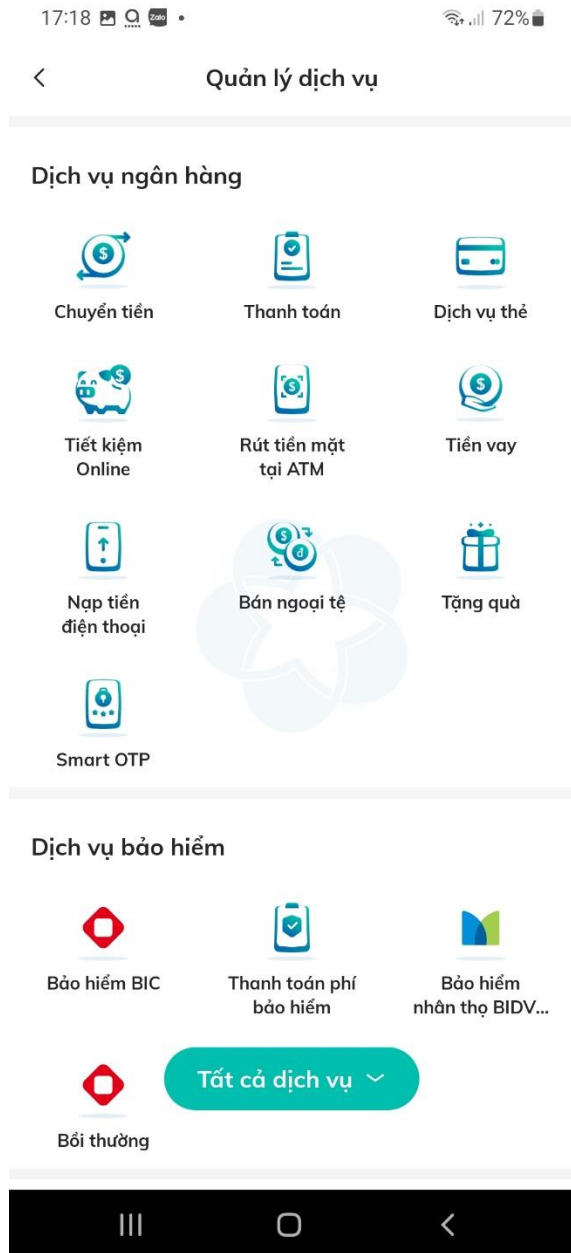 17:18 Zalo 72%
Quản lý dịch vụ
Dịch vụ ngân hàng
Chuyển tiền Thanh toán Dịch vụ thẻ
Tiết kiệm Rút tiền mặt Tiền vay
Online tại ATM
Nạp tiền Bán ngoại tệ Tặng quà
điện thoại
Smart OTP
Dịch vụ bảo hiểm
Bảo hiểm BIC Thanh toán phí Bảo hiểm
bảo hiểm nhân thọ BIDV...
Tất cả dịch vụ
Bồi thường